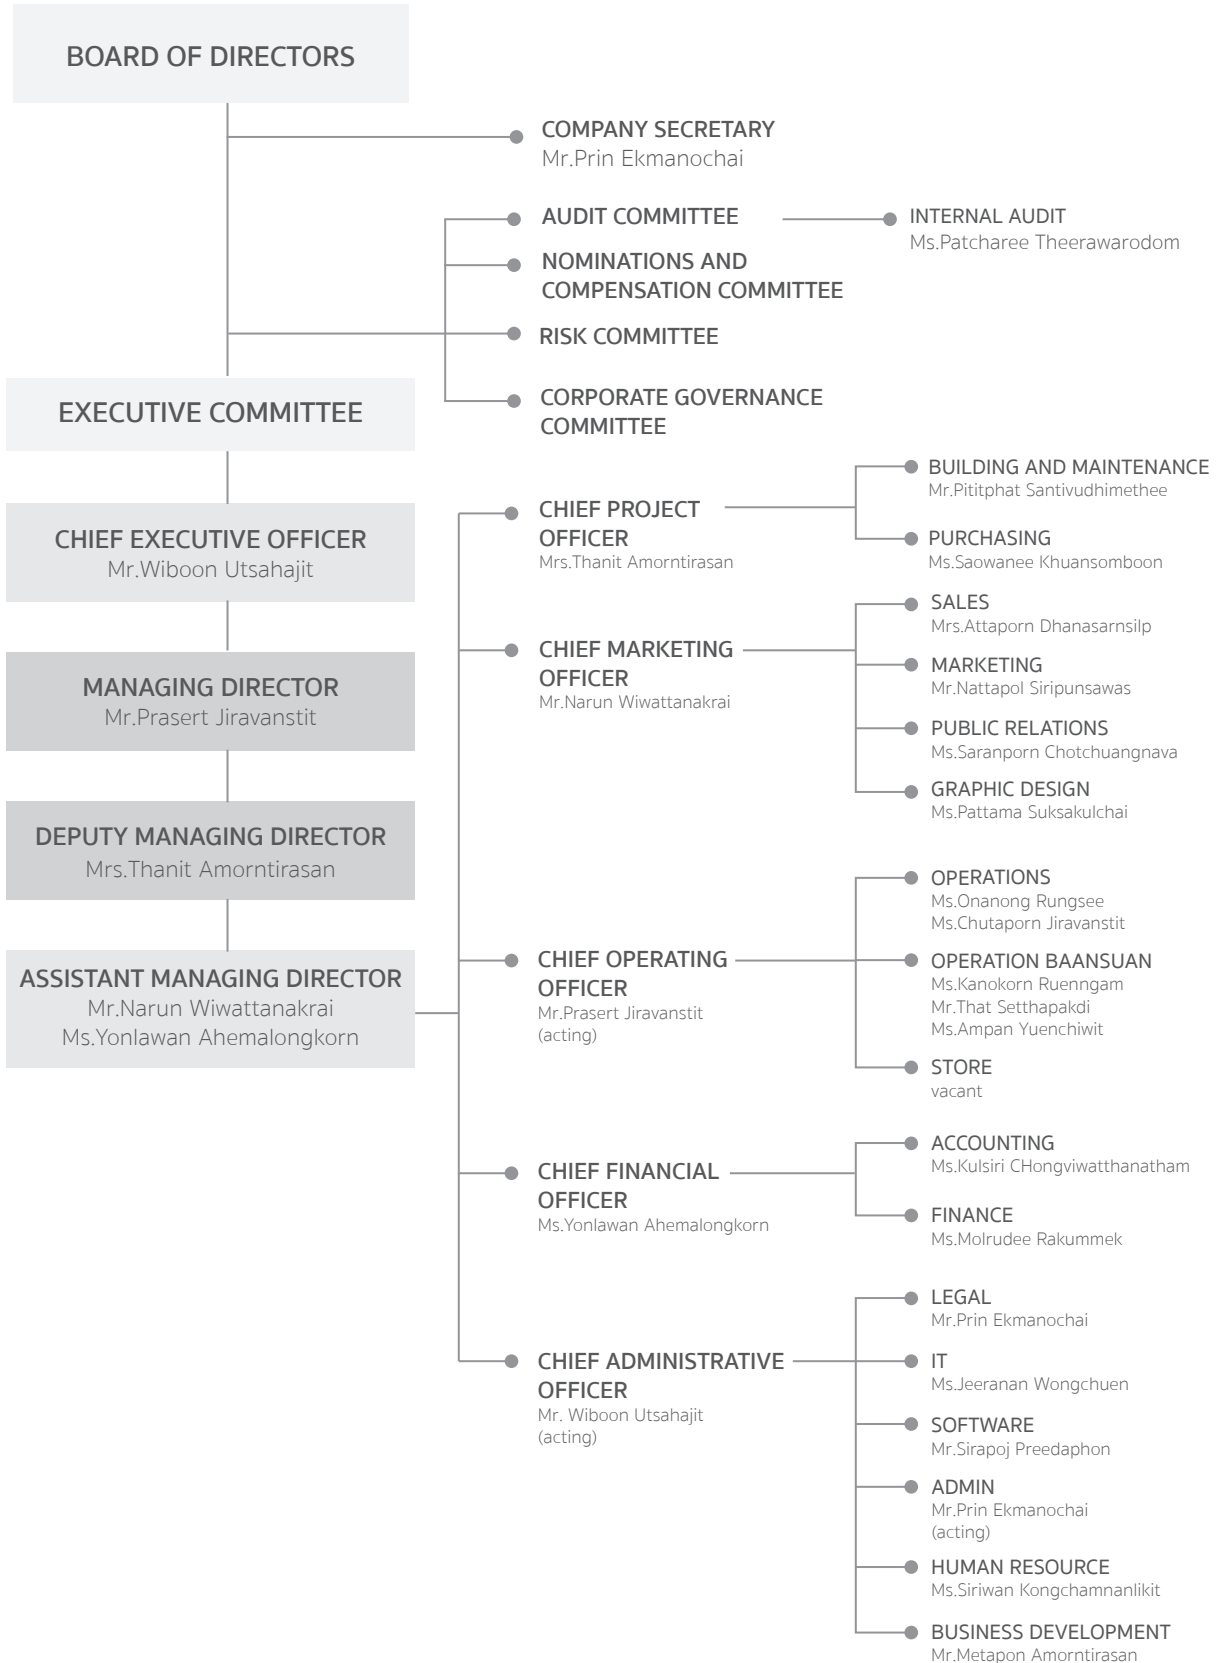 BOARD OF DIRECTORS
COMPANY SECRETARY
Mr.Prin Ekmanochai
AUDIT COMMITTEE
INTERNAL AUDIT
Ms.Patcharee Theerawarodom
NOMINATIONS AND
COMPENSATION COMMITTEE
RISK COMMITTEE
CORPORATE GOVERNANCE
COMMITTEE
EXECUTIVE COMMITTEE
CHIEF EXECUTIVE OFFICER
Mr.Wiboon Utsahajit
MANAGING DIRECTOR
Mr.Prasert Jiravanstit
DEPUTY MANAGING DIRECTOR
Mrs.Thanit Amorntirasan
ASSISTANT MANAGING DIRECTOR
Mr.Narun Wiwattanakrai
Ms.Yonlawan Ahemalongkorn
CHIEF PROJECT
OFFICER
Mrs.Thanit Amorntirasan
BUILDING AND MAINTENANCE
Mr.Pititphat Santivudhimethee
PURCHASING
Ms.Saowanee Khuansomboon
CHIEF MARKETING
OFFICER
Mr.Narun Wiwattanakrai
SALES
Mrs.Attaporn Dhanasarnsilp
MARKETING
Mr.Nattapol Siripunsawas
PUBLIC RELATIONS
Ms.Saranporn Chotchuangnava
GRAPHIC DESIGN
Ms.Pattama Suksakulchai
CHIEF OPERATING
OFFICER
Mr.Prasert Jiravanstit
(acting)
OPERATIONS
Ms.Onanong Rungsee
Ms.Chutaporn Jiravanstit
OPERATION BAANSUAN
Ms.Kanokorn Ruenngam
Mr.That Setthapakdi
Ms.Ampan Yuenchiwit
STORE
vacant
CHIEF FINANCIAL
OFFICER
Ms.Yonlawan Ahemalongkorn
ACCOUNTING
Ms.Kulsiri CHongviwatthanatham
FINANCE
Ms.Molrudee Rakummek
CHIEF ADMINISTRATIVE
OFFICER
Mr. Wiboon Utsahajit
(acting)
LEGAL
Mr.Prin Ekmanochai
IT
Ms.Jeeranan Wongchuen
SOFTWARE
Mr.Sirapoj Preedaphon
ADMIN
Mr.Prin Ekmanochai
(acting)
HUMAN RESOURCE
Ms.Siriwan Kongchamnanlikit
BUSINESS DEVELOPMENT
Mr.Metapon Amorntirasan